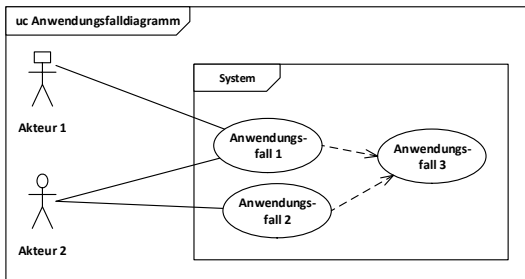 uc Anwendungsfalldiagramm
System
Akteur 1
Anwendungs-
fall 1
Anwendungs-
fall 3
Anwendungs-
fall 2
Akteur 2